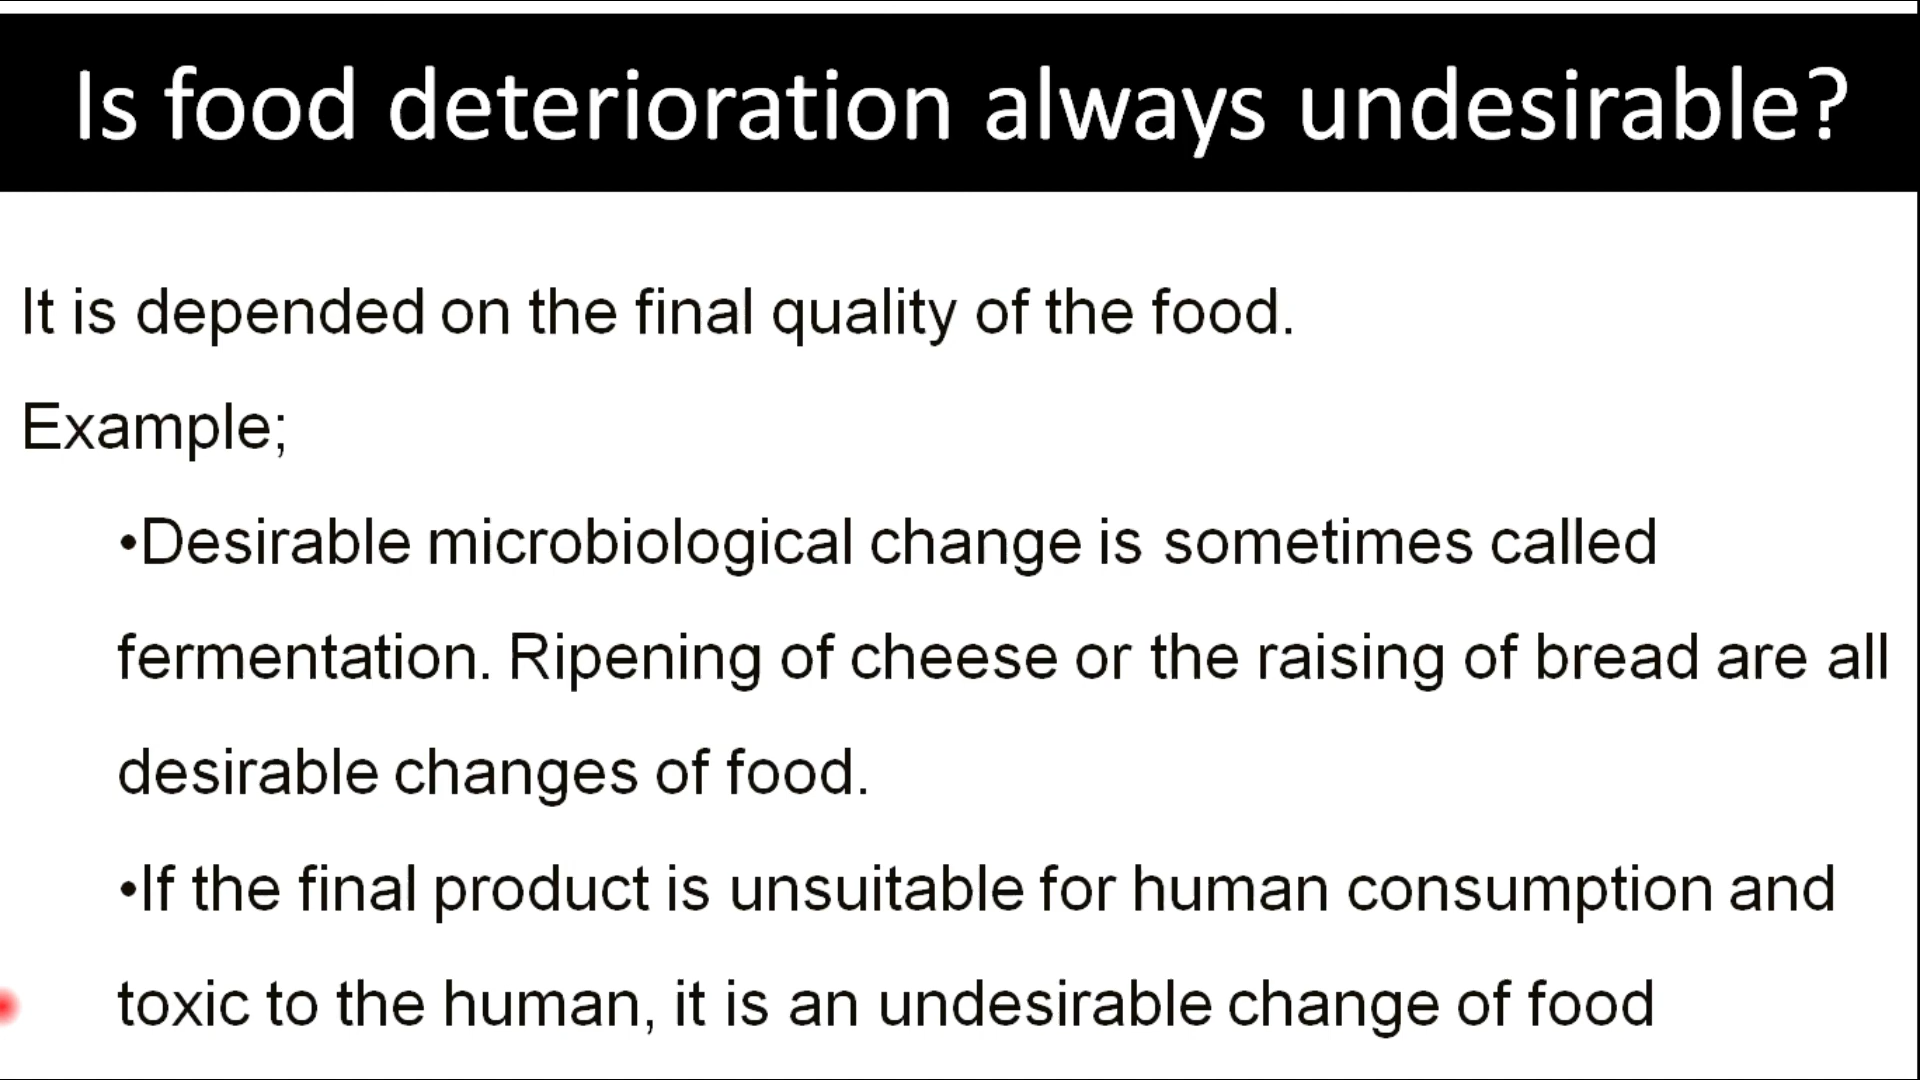 Is food deterioration always undesirable?
It is depended on the final quality of the food.
Example;
•Desirable microbiological change is sometimes called
fermentation. Ripening of cheese or the raising of bread are all
desirable changes of food.
•If the final product is unsuitable for human consumption and
toxic to the human, it is an undesirable change of food